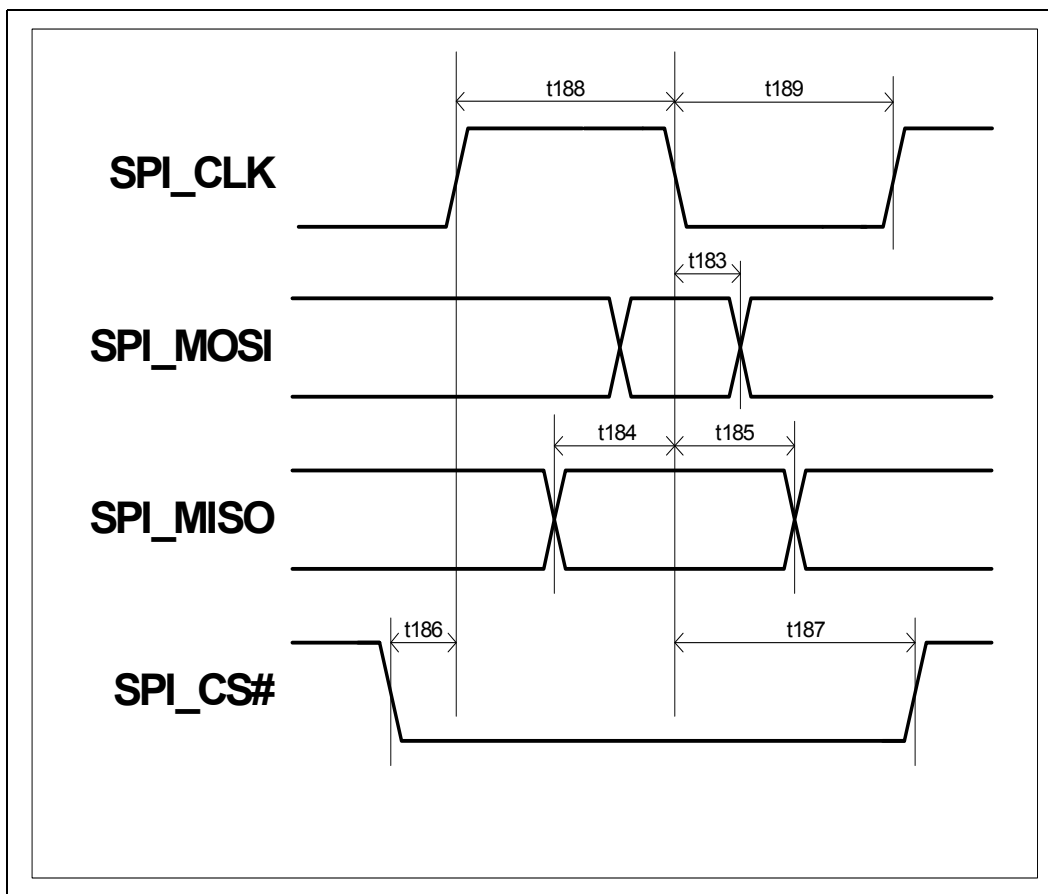 t188
t189
SPI_CLK
t183
SPI_MOSI
t184
t185
SPI_MISO
t186
t187
SPI_CS#